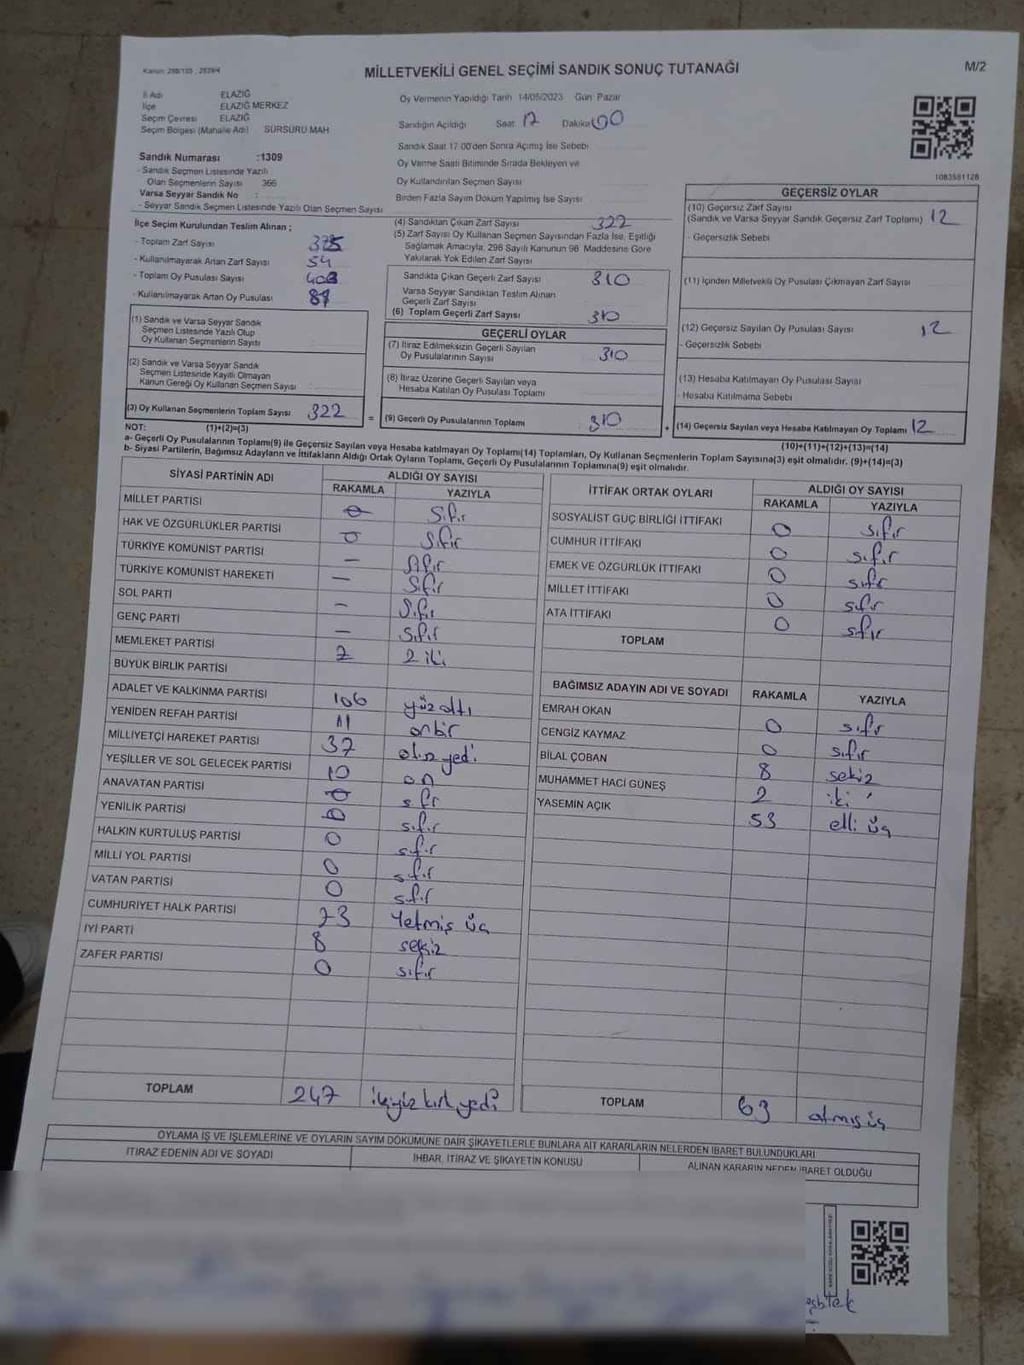 Kanun: 298/105 , 2839/4
MİLLETVEKİLİ GENEL SEÇİMİ SANDIK SONUÇ TUTANAĞI
M/2
İl Adı ELAZIĞ
İlçe ELAZIĞ MERKEZ
Seçim Çevresi ELAZIĞ
Seçim Bölgesi (Mahalle Adı) SÜRSÜRÜ MAH
Oy Vermenin Yapıldığı Tarih 14/05/2023 Gün Pazar
Sandığın Açıldığı Saat 17 Dakika 00
Sandık Saat 17:00'den Sonra Açılmış İse Sebebi
Oy Verme Saati Bitiminde Sırada Bekleyen ve
Oy Kullandırılan Seçmen Sayısı
Birden Fazla Sayım Döküm Yapılmış İse Sayısı
1083581128
Sandık Numarası :1309
- Sandık Seçmen Listesinde Yazılı
Olan Seçmenlerin Sayısı 366
Varsa Seyyar Sandık No :
- Seyyar Sandık Seçmen Listesinde Yazılı Olan Seçmen Sayısı
İlçe Seçim Kurulundan Teslim Alınan ;
- Toplam Zarf Sayısı
- Kullanılmayarak Artan Zarf Sayısı 54
- Toplam Oy Pusulası Sayısı
- Kullanılmayarak Artan Oy Pusulası
(1) Sandık ve Varsa Seyyar Sandık
Seçmen Listesinde Yazılı Olup
Oy Kullanan Seçmenlerin Sayısı
(2) Sandık ve Varsa Seyyar Sandık
Seçmen Listesinde Kayıtlı Olmayan
Kanun Gereği Oy Kullanan Seçmen Sayısı
(3) Oy Kullanan Seçmenlerin Toplam Sayısı 322
(4) Sandıktan Çıkan Zarf Sayısı 322
(5) Zarf Sayısı Oy Kullanan Seçmen Sayısından Fazla İse, Eşitliği
Sağlamak Amacıyla, 298 Sayılı Kanunun 98. Maddesine Göre
Yakılarak Yok Edilen Zarf Sayısı
Sandıkta Çıkan Geçerli Zarf Sayısı 310
Varsa Seyyar Sandıktan Teslim Alınan
Geçerli Zarf Sayısı
(6) Toplam Geçerli Zarf Sayısı 310
GEÇERLİ OYLAR
(7) İtiraz Edilmeksizin Geçerli Sayılan
Oy Pusulalarının Sayısı 310
(8) İtiraz Üzerine Geçerli Sayılan veya
Hesaba Katılan Oy Pusulası Toplamı
= (9) Geçerli Oy Pusulalarının Toplamı 310
GEÇERSİZ OYLAR
(10) Geçersiz Zarf Sayısı
(Sandık ve Varsa Seyyar Sandık Geçersiz Zarf Toplamı) 12
- Geçersizlik Sebebi
(11) İçinden Milletvekili Oy Pusulası Çıkmayan Zarf Sayısı
(12) Geçersiz Sayılan Oy Pusulası Sayısı 12
- Geçersizlik Sebebi
(13) Hesaba Katılmayan Oy Pusulası Sayısı
- Hesaba Katılmama Sebebi
+ (14) Geçersiz Sayılan veya Hesaba Katılmayan Oy Toplamı 12
NOT: (1)+(2)=(3)
(10)+(11)+(12)+(13)=(14)
a- Geçerli Oy Pusulalarının Toplamı(9) ile Geçersiz Sayılan veya Hesaba katılmayan Oy Toplamı(14) Toplamları, Oy Kullanan Seçmenlerin Toplam Sayısına(3) eşit olmalıdır. (9)+(14)=(3)
b- Siyasi Partilerin, Bağımsız Adayların ve İttifakların Aldığı Ortak Oyların Toplamı, Geçerli Oy Pusulalarının Toplamına(9) eşit olmalıdır.
SİYASİ PARTİNİN ADI
ALDIĞI OY SAYISI
RAKAMLA YAZIYLA
MİLLET PARTİSİ 0 Sıfır
HAK VE ÖZGÜRLÜKLER PARTİSİ 0 Sıfır
TÜRKİYE KOMÜNİST PARTİSİ — Sıfır
TÜRKİYE KOMÜNİST HAREKETİ — Sıfır
SOL PARTİ — Sıfır
GENÇ PARTİ — Sıfır
MEMLEKET PARTİSİ 2 2 iki
BÜYÜK BİRLİK PARTİSİ
ADALET VE KALKINMA PARTİSİ 106 yüz altı
YENİDEN REFAH PARTİSİ 11 onbir
MİLLİYETÇİ HAREKET PARTİSİ 37 otuz yedi
YEŞİLLER VE SOL GELECEK PARTİSİ 10 on
ANAVATAN PARTİSİ 0 sıfr
YENİLİK PARTİSİ 0 sıfır
HALKIN KURTULUŞ PARTİSİ 0 sıfır
MİLLİ YOL PARTİSİ 0 sıfır
VATAN PARTİSİ 0 sıfır
CUMHURİYET HALK PARTİSİ 73 Yetmiş üç
İYİ PARTİ 8 sekiz
ZAFER PARTİSİ 0 sıfır
TOPLAM 247 ikiyüz kırk yedi
İTTİFAK ORTAK OYLARI
ALDIĞI OY SAYISI
RAKAMLA YAZIYLA
SOSYALİST GÜÇ BİRLİĞİ İTTİFAKI 0 sıfır
CUMHUR İTTİFAKI 0 sıfır
EMEK VE ÖZGÜRLÜK İTTİFAKI 0 sıfır
MİLLET İTTİFAKI 0 sıfır
ATA İTTİFAKI 0 sıfır
TOPLAM
BAĞIMSIZ ADAYIN ADI VE SOYADI RAKAMLA YAZIYLA
EMRAH OKAN 0 sıfır
CENGİZ KAYMAZ 0 sıfır
BİLAL ÇOBAN 8 sekiz
MUHAMMET HACİ GÜNEŞ 2 iki
YASEMİN AÇIK 53 elli üç
TOPLAM 63 atmış üç
OYLAMA İŞ VE İŞLEMLERİNE VE OYLARIN SAYIM DÖKÜMÜNE DAİR ŞİKAYETLERLE BUNLARA AİT KARARLARIN NELERDEN İBARET BULUNDUKLARI
İTİRAZ EDENİN ADI VE SOYADI
İHBAR, İTİRAZ VE ŞİKAYETİN KONUSU
ALINAN KARARIN NEDEN İBARET OLDUĞU